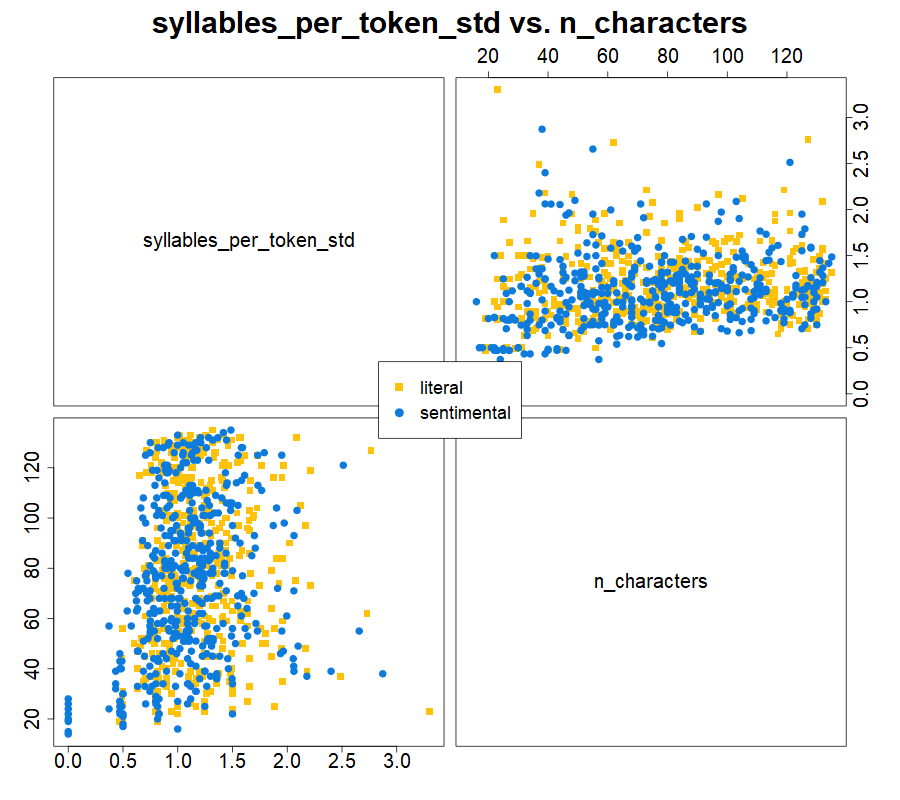 syllables_per_token_std vs. n_characters
20 40 60 80 100 120
syllables_per_token_std
0.0 0.5 1.0 1.5 2.0 2.5 3.0
literal
sentimental
20 40 60 80 100 120
n_characters
0.0 0.5 1.0 1.5 2.0 2.5 3.0